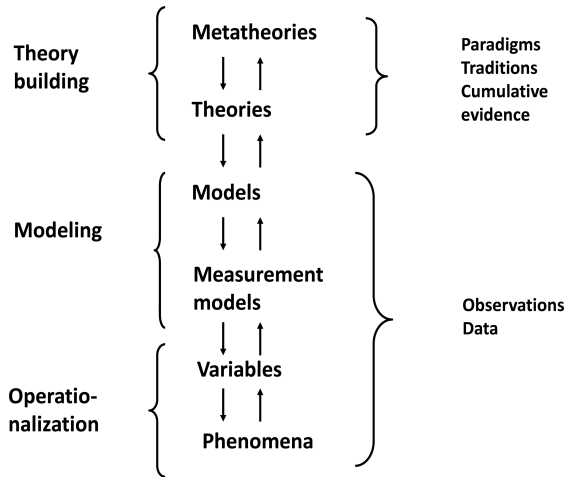 Theory
building
Metatheories
Theories
Paradigms
Traditions
Cumulative
evidence
Modeling
Models
Measurement
models
Observations
Data
Operatio-
nalization
Variables
Phenomena